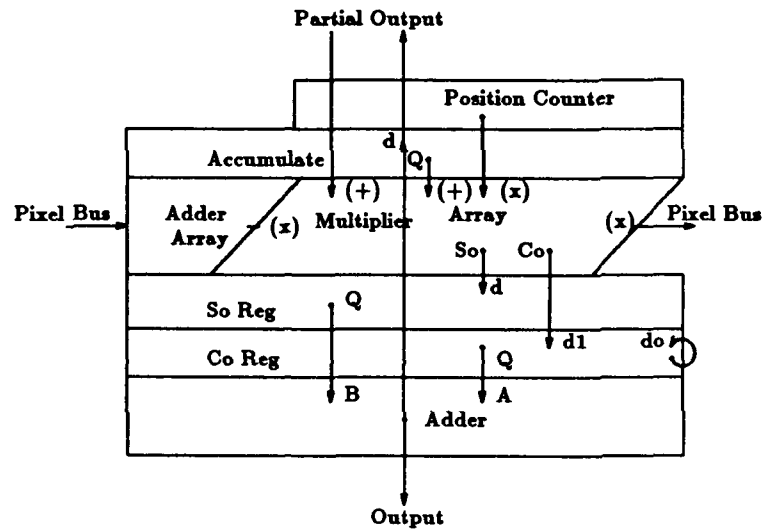 Partial Output
Position Counter
d
Accumulate
Q
(+)
(+)
(x)
Pixel Bus
Adder
Array
(x)
Multiplier
Array
(x)
Pixel Bus
So
Co
d
Q
So Reg
d1
do
Co Reg
Q
B
A
Adder
Output